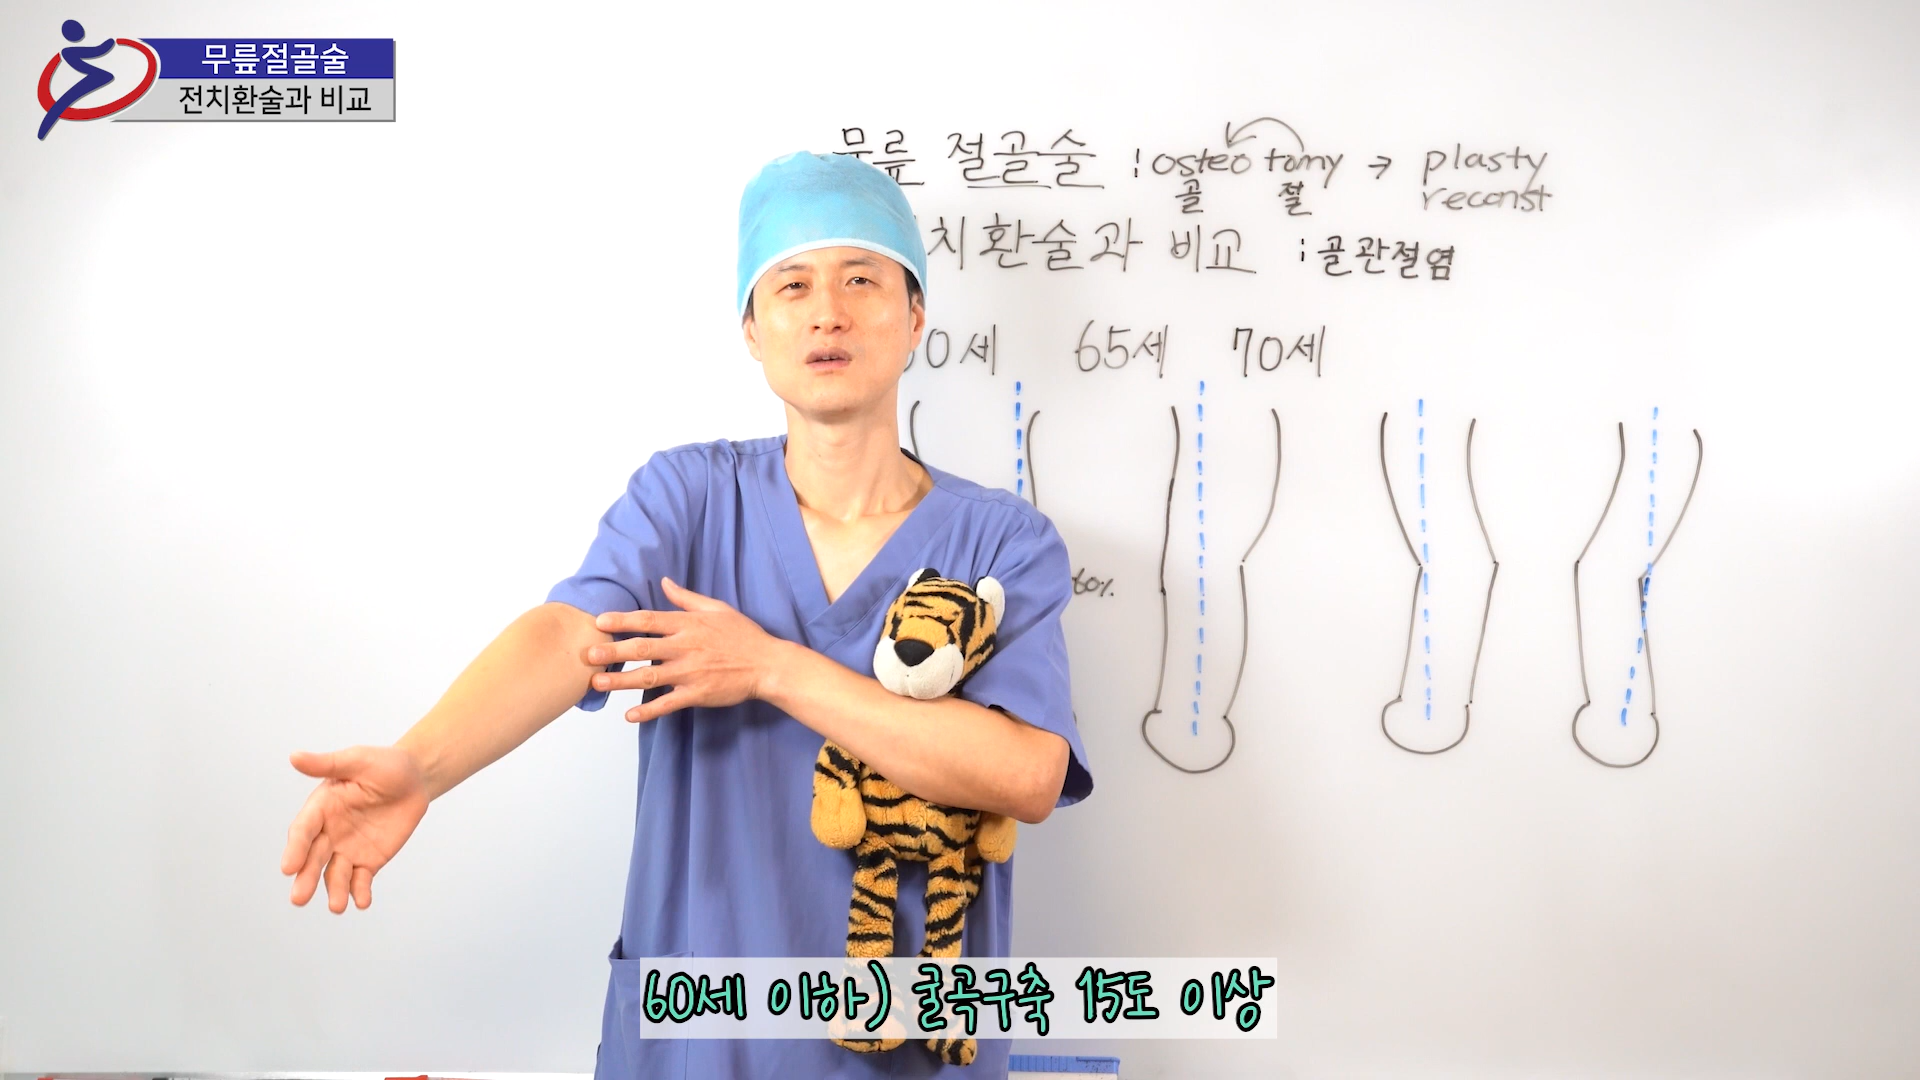 무릎절골술
전치환술과 비교
무릎 절골술 : osteotomy → plasty
골 절 reconst
치환술과 비교 : 골관절염
0세 65세 70세
60%
60세 이하) 굴곡구축 15도 이상